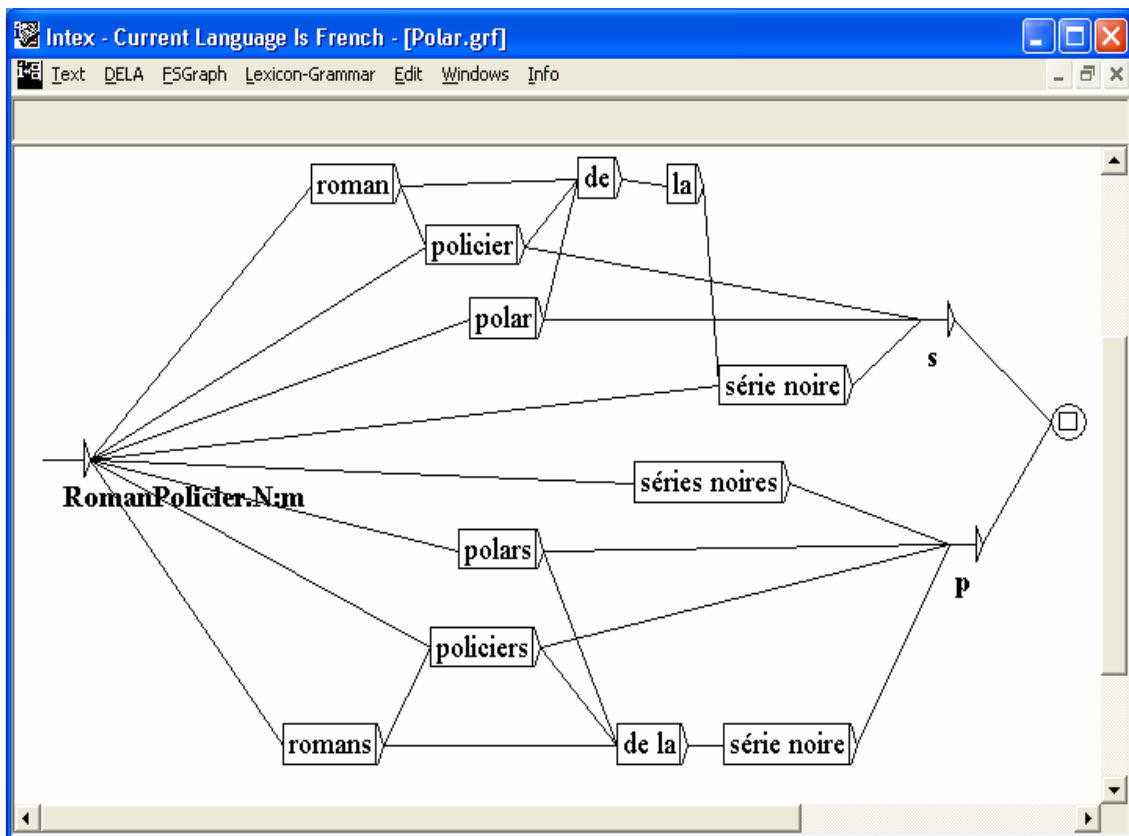 Intex - Current Language Is French - [Polar.grf]
Text DELA FSGraph Lexicon-Grammar Edit Windows Info
roman
de
la
policier
polar
s
série noire
RomanPolicier.N:m
séries noires
polars
p
policiers
romans
de la
série noire